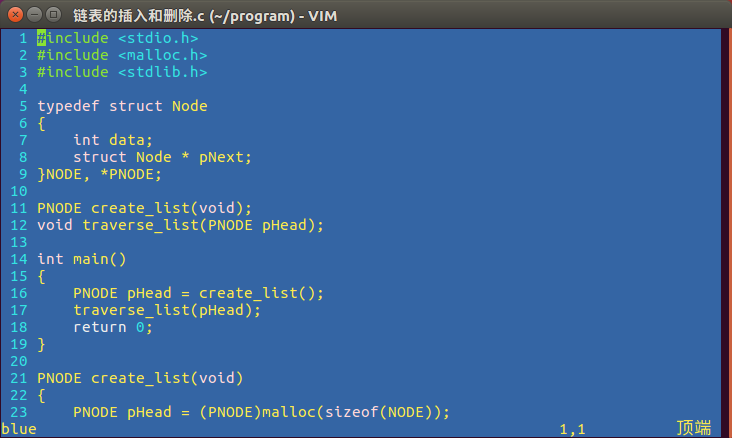 链表的插入和删除.c (~/program) - VIM
1 #include <stdio.h>
2 #include <malloc.h>
3 #include <stdlib.h>
4
5 typedef struct Node
6 {
7     int data;
8     struct Node * pNext;
9 }NODE, *PNODE;
10
11 PNODE create_list(void);
12 void traverse_list(PNODE pHead);
13
14 int main()
15 {
16     PNODE pHead = create_list();
17     traverse_list(pHead);
18     return 0;
19 }
20
21 PNODE create_list(void)
22 {
23     PNODE pHead = (PNODE)malloc(sizeof(NODE));
blue 1,1 顶端